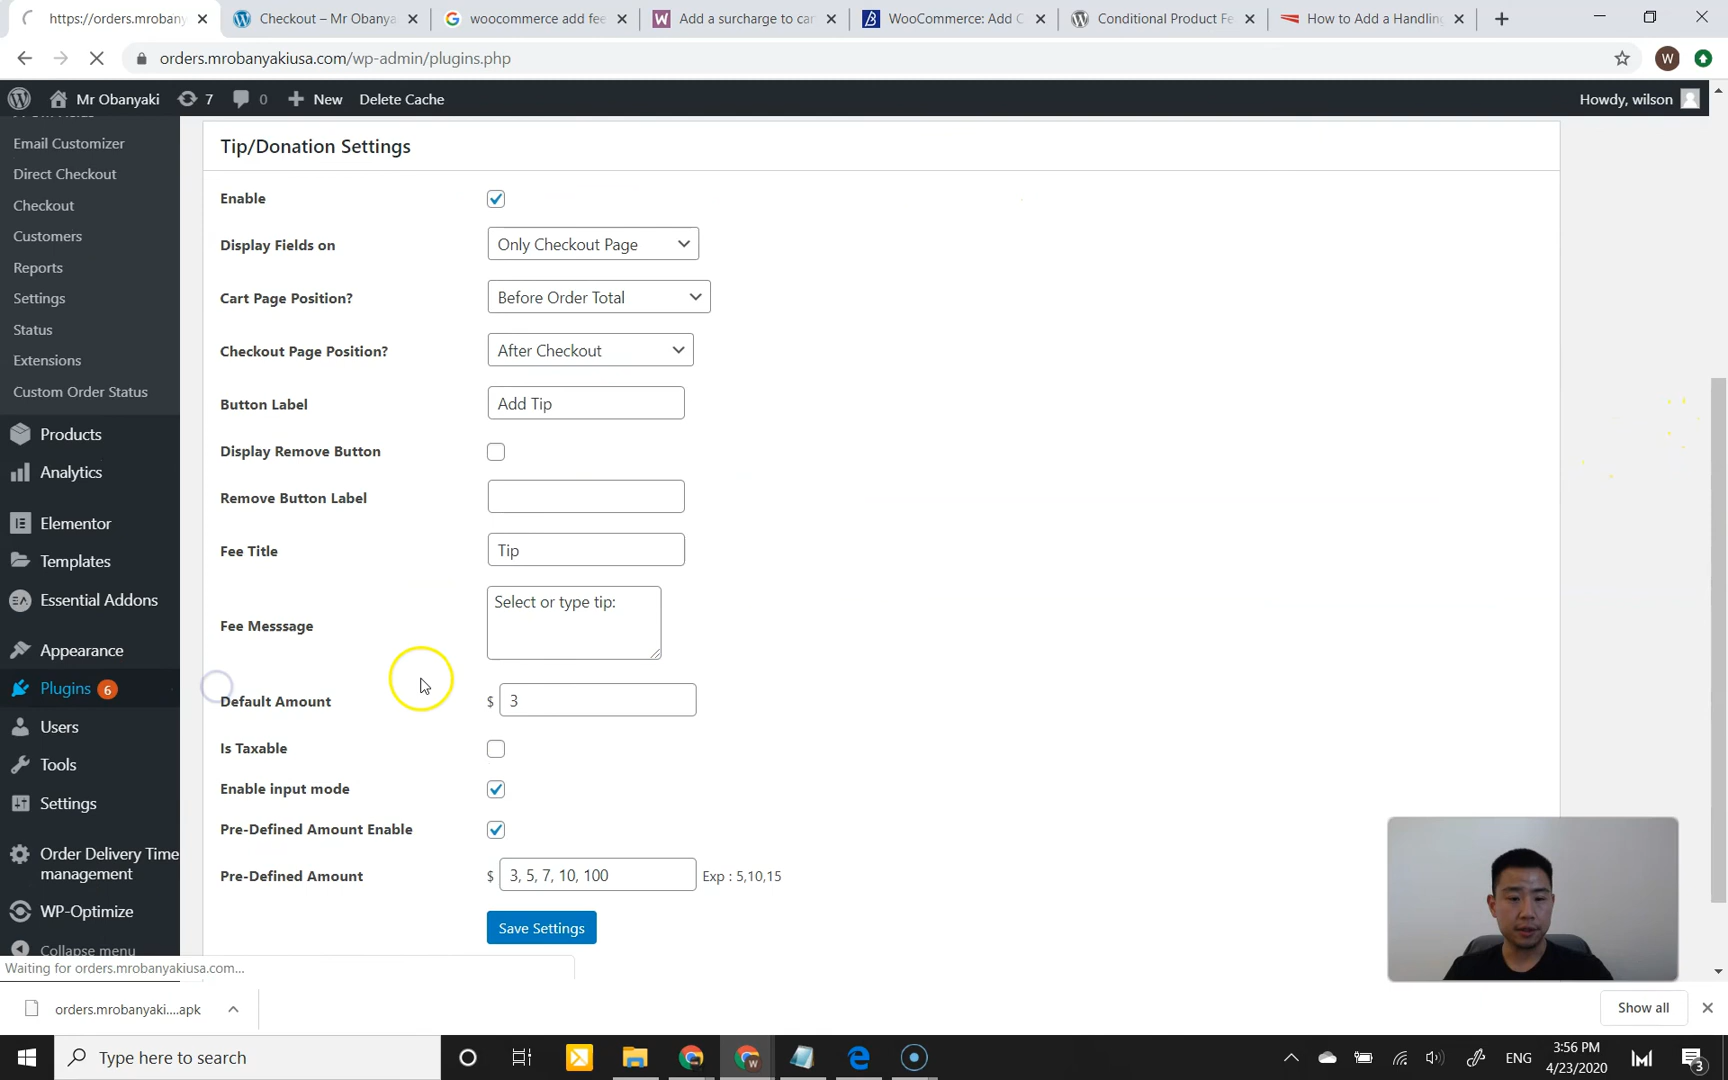 https://orders.mrobany
Checkout – Mr Obanya
woocommerce add fee
Add a surcharge to car
WooCommerce: Add C
Conditional Product Fe
How to Add a Handling
orders.mrobanyakiusa.com/wp-admin/plugins.php
W
Mr Obanyaki
7
0
New
Delete Cache
Howdy, wilson
Email Customizer
Direct Checkout
Checkout
Customers
Reports
Settings
Status
Extensions
Custom Order Status
Products
Analytics
Elementor
Templates
Essential Addons
Appearance
Plugins 6
Users
Tools
Settings
Order Delivery Time
management
WP-Optimize
Collapse menu
Tip/Donation Settings
Enable
Display Fields on
Only Checkout Page
Cart Page Position?
Before Order Total
Checkout Page Position?
After Checkout
Button Label
Add Tip
Display Remove Button
Remove Button Label
Fee Title
Tip
Fee Messsage
Select or type tip:
Default Amount
$ 3
Is Taxable
Enable input mode
Pre-Defined Amount Enable
Pre-Defined Amount
$ 3, 5, 7, 10, 100
Exp : 5,10,15
Save Settings
Waiting for orders.mrobanyakiusa.com...
orders.mrobanyaki....apk
Show all
Type here to search
ENG
3:56 PM
4/23/2020
3